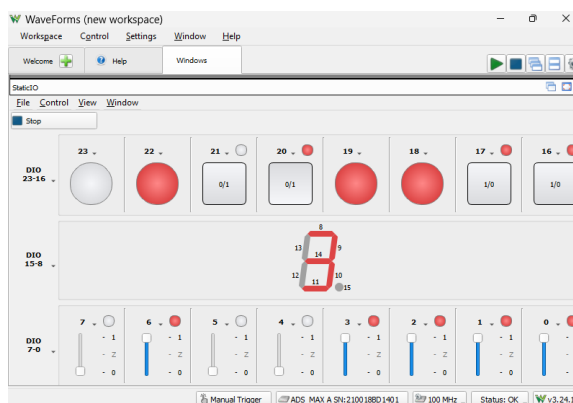 WaveForms (new workspace)
Workspace Control Settings Window Help
Welcome Help Windows
StaticIO
File Control View Window
Stop
23 22 21 20 19 18 17 16
DIO 23-16
0/1 0/1 1/0 1/0
DIO 15-8
8
13 14 9
12 11 10
15
7 6 5 4 3 2 1 0
DIO 7-0
- 1 - 1 - 1 - 1 - 1 - 1 - 1 - 1
- Z - Z - Z - Z - Z - Z - Z - Z
- 0 - 0 - 0 - 0 - 0 - 0 - 0 - 0
Manual Trigger ADS MAX A SN:210018BD1401 100 MHz Status: OK v3.24.1